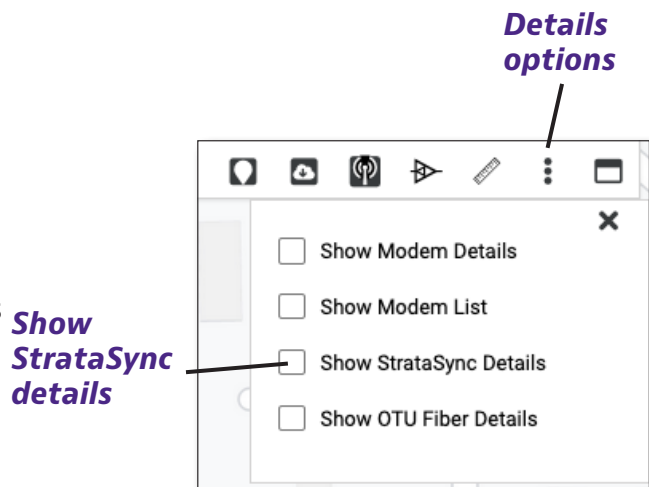 Details
options
Show Modem Details
Show Modem List
Show
StrataSync
details
Show StrataSync Details
Show OTU Fiber Details